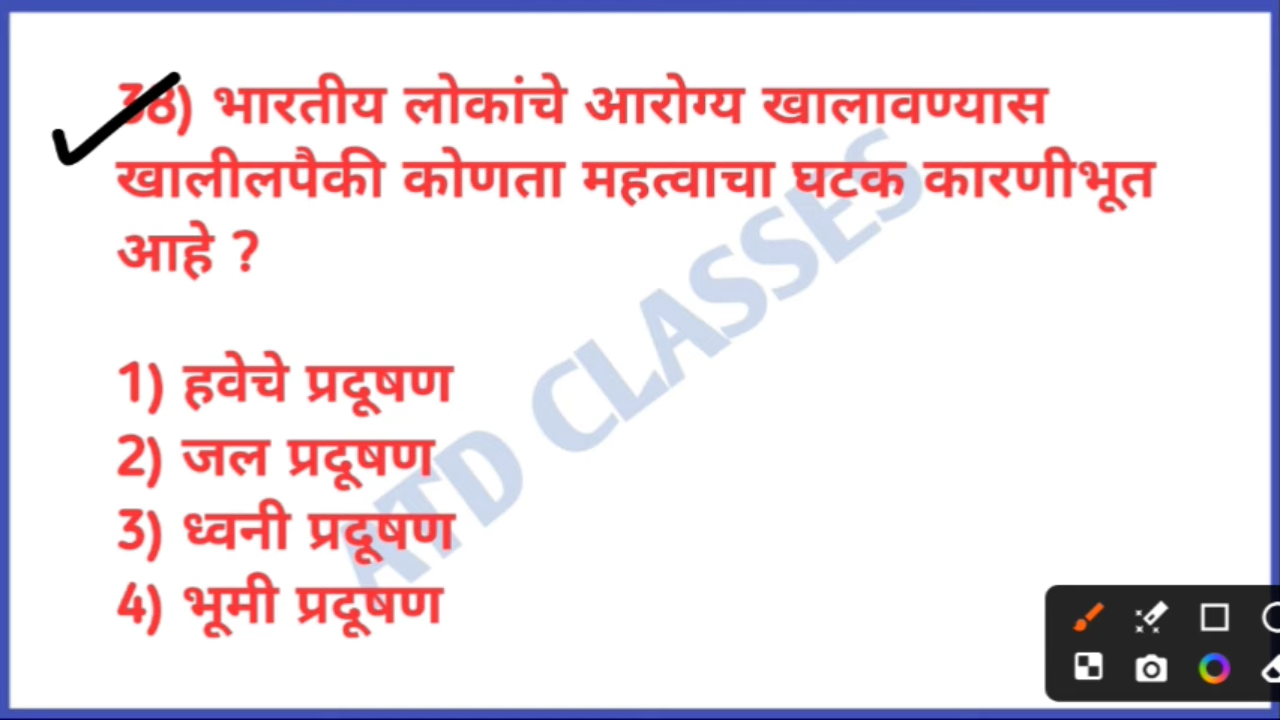 38) भारतीय लोकांचे आरोग्य खालावण्यास
खालीलपैकी कोणता महत्वाचा घटक कारणीभूत
आहे ?
1) हवेचे प्रदूषण
2) जल प्रदूषण
3) ध्वनी प्रदूषण
4) भूमी प्रदूषण
ATD CLASSES